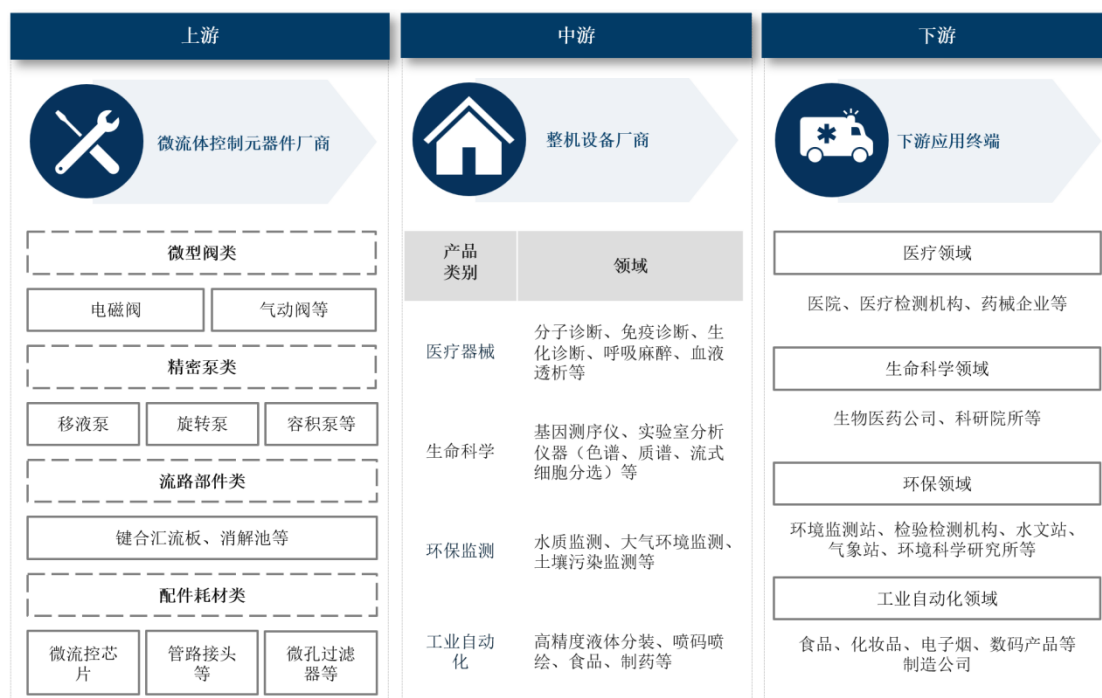 上游
微流体控制元器件厂商
微型阀类
电磁阀
气动阀等
精密泵类
移液泵
旋转泵
容积泵等
流路部件类
键合汇流板、消解池等
配件耗材类
微流控芯
片
管路接头
等
微孔过滤
器等
中游
整机设备厂商
产品
类别
领域
医疗器械
分子诊断、免疫诊断、生
化诊断、呼吸麻醉、血液
透析等
生命科学
基因测序仪、实验室分析
仪器（色谱、质谱、流式
细胞分选）等
环保监测
水质监测、大气环境监测、
土壤污染监测等
工业自动
化
高精度液体分装、喷码喷
绘、食品、制药等
下游
下游应用终端
医疗领域
医院、医疗检测机构、药械企业等
生命科学领域
生物医药公司、科研院所等
环保领域
环境监测站、检验检测机构、水文站、
气象站、环境科学研究所等
工业自动化领域
食品、化妆品、电子烟、数码产品等
制造公司